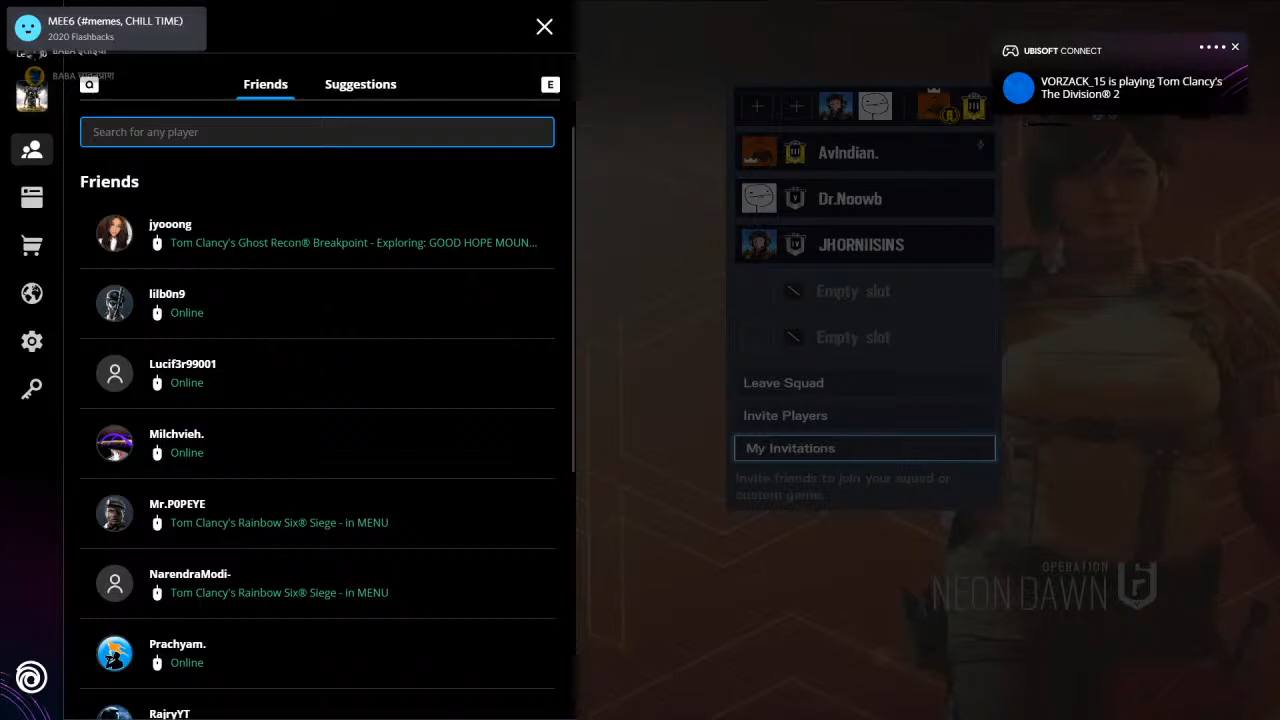 MEE6 (#memes, CHILL TIME)
2020 Flashbacks
Q
Friends
Suggestions
E
Search for any player
Friends
jyooong
Tom Clancy's Ghost Recon® Breakpoint - Exploring: GOOD HOPE MOUN...
lilb0n9
Online
Lucif3r99001
Online
Milchvieh.
Online
Mr.P0PEYE
Tom Clancy's Rainbow Six® Siege - in MENU
NarendraModi-
Tom Clancy's Rainbow Six® Siege - in MENU
Prachyam.
Online
RajryYT
UBISOFT CONNECT
VORZACK_15 is playing Tom Clancy's
The Division® 2
AvIndian.
Dr.Noowb
JHORNIISINS
Empty slot
Empty slot
Leave Squad
Invite Players
My Invitations
Invite friends to join your squad or
custom game.
OPERATION
NEON DAWN